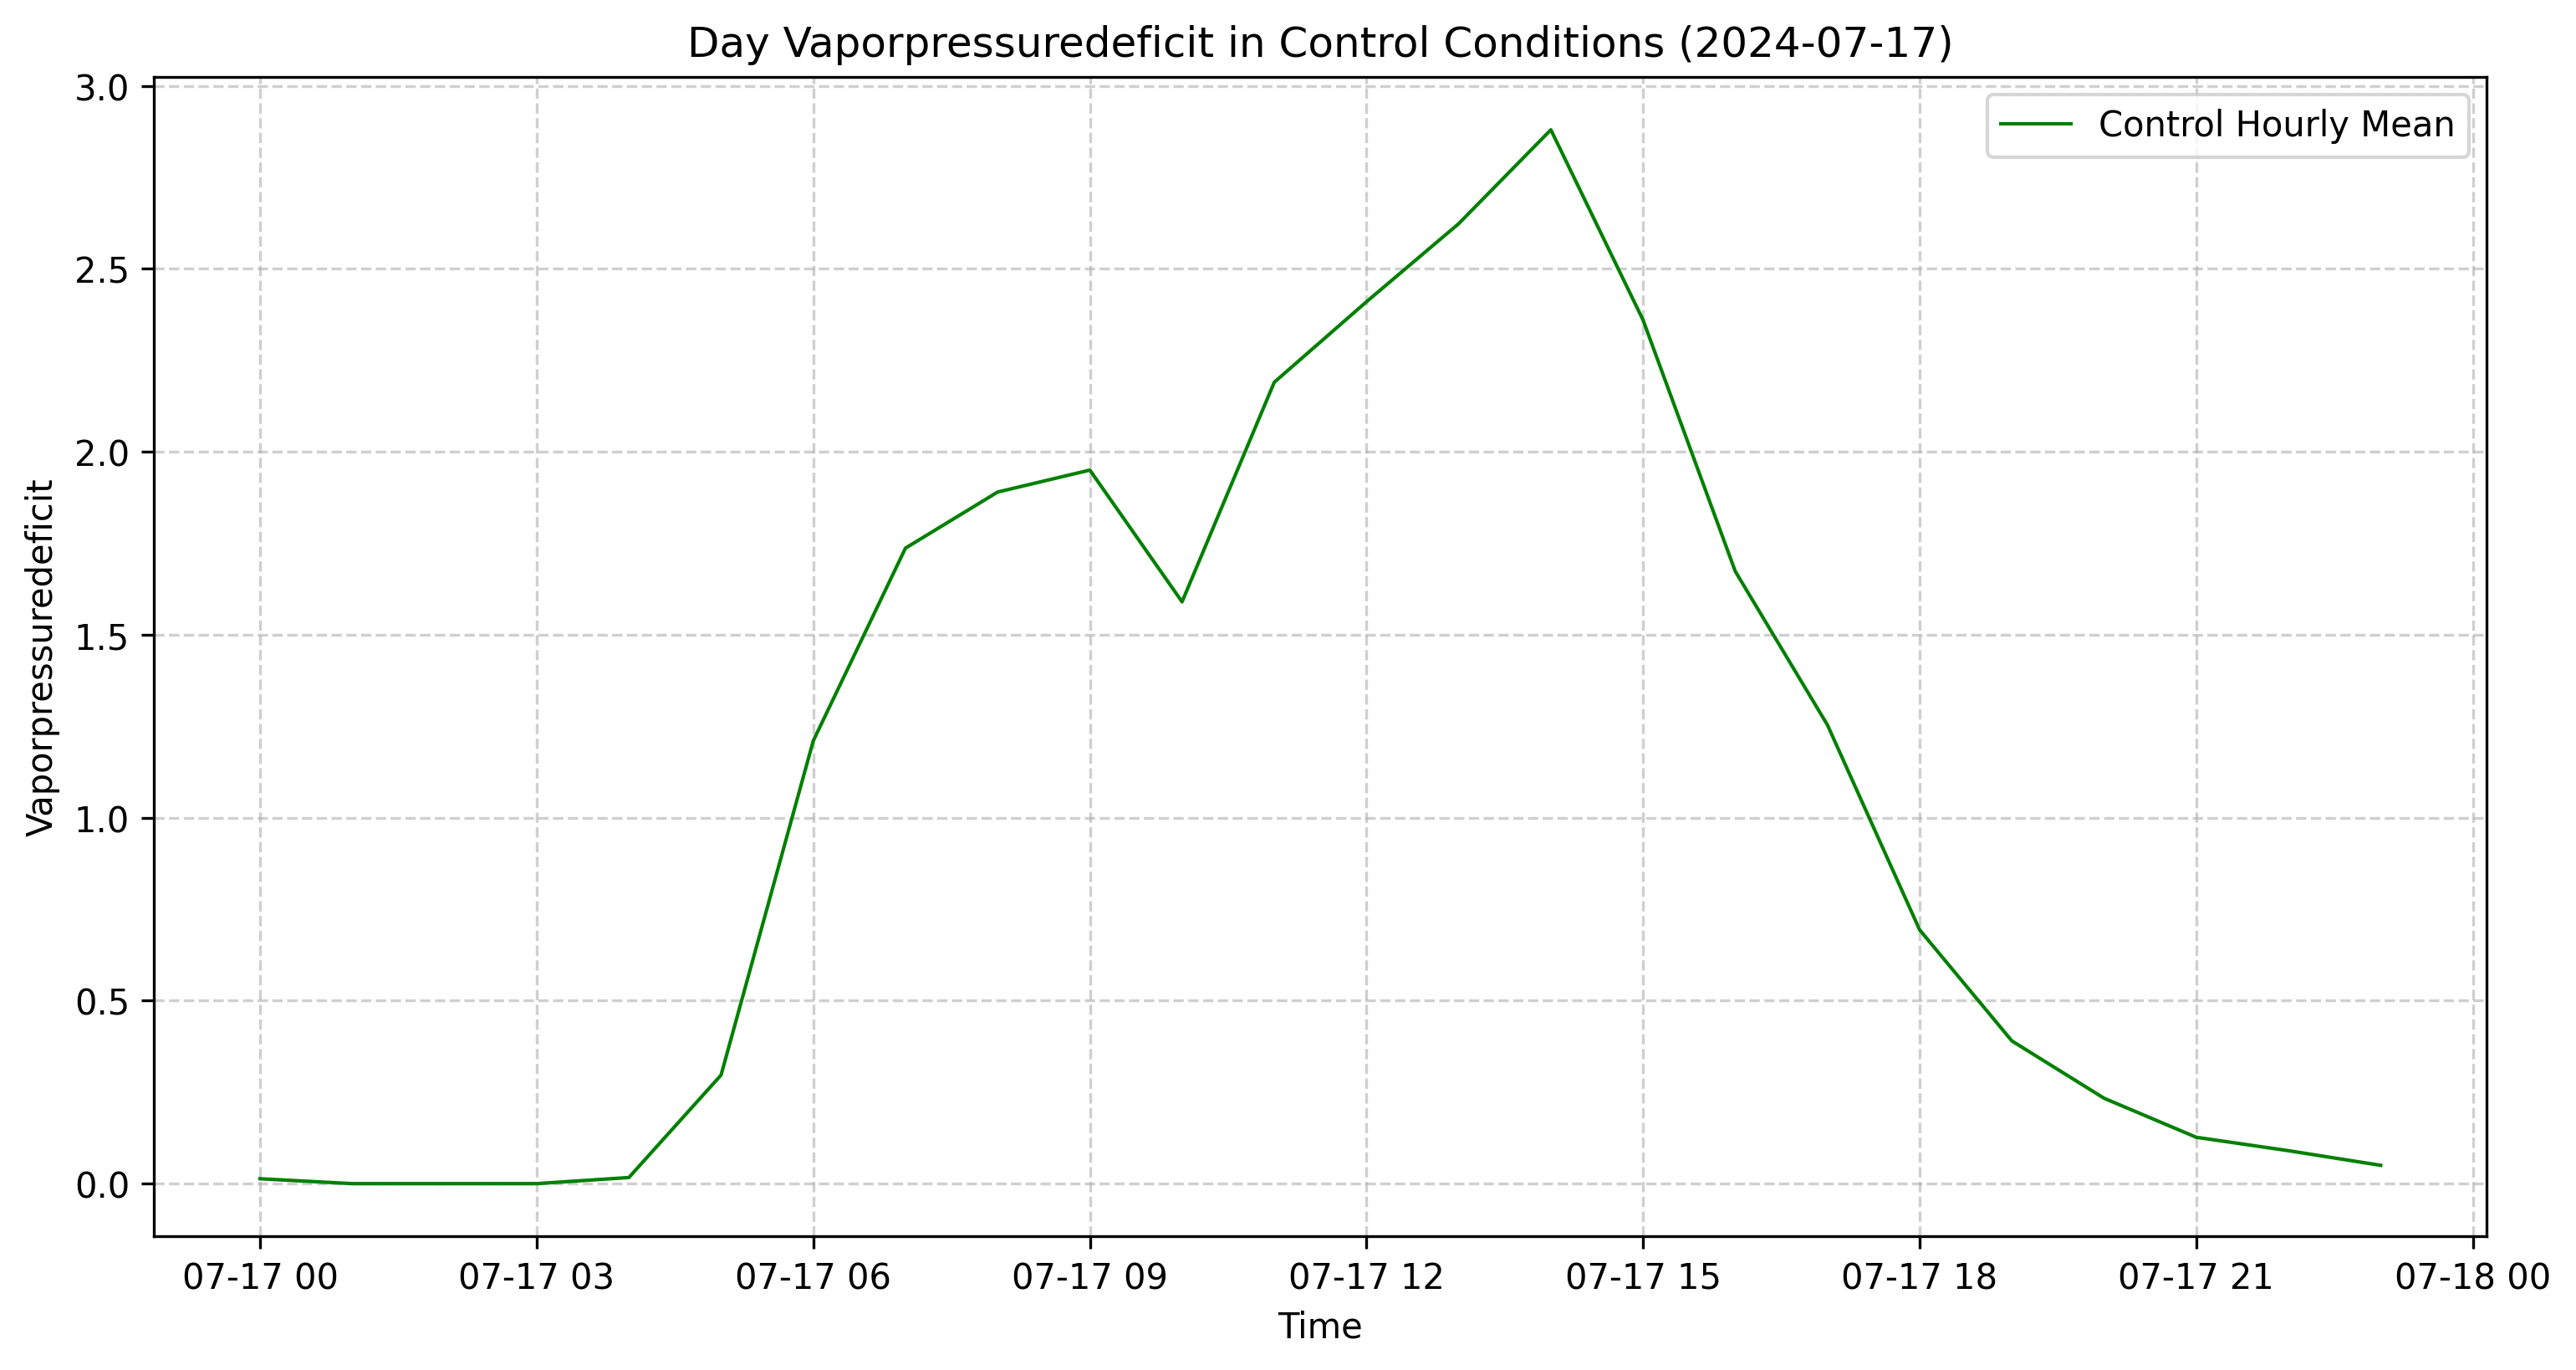 Day Vaporpressuredeficit in Control Conditions (2024-07-17)
Control Hourly Mean
Vaporpressuredeficit
3.0
2.5
2.0
1.5
1.0
0.5
0.0
07-17 00 07-17 03 07-17 06 07-17 09 07-17 12 07-17 15 07-17 18 07-17 21 07-18 00
Time